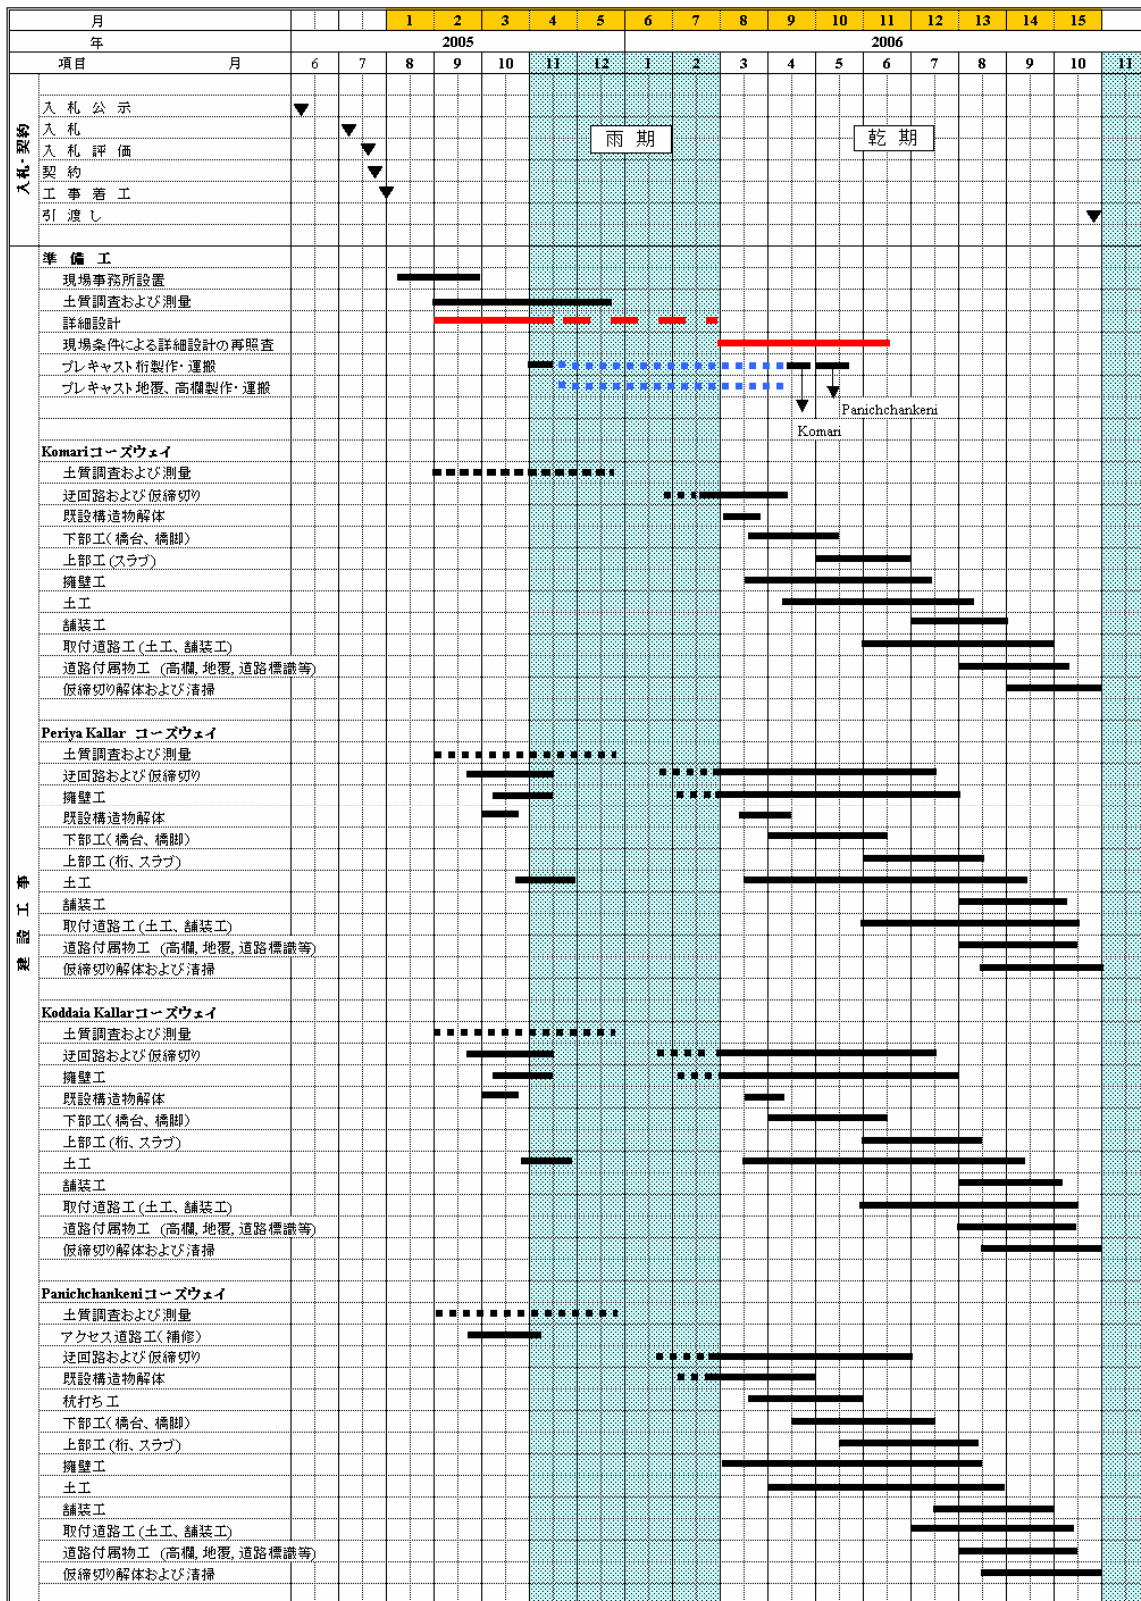 月 1 2 3 4 5 6 7 8 9 10 11 12 13 14 15
年 2005 2006
項目 月 6 7 8 9 10 11 12 1 2 3 4 5 6 7 8 9 10 11
入札・契約
入札公示
入札
入札評価
契約
工事着工
引渡し
雨期
乾期
建設工事
準備工
現場事務所設置
土質調査および測量
詳細設計
現場条件による詳細設計の再照査
プレキャスト桁製作・運搬
プレキャスト地覆、高欄製作・運搬
Panichchankeni
Komari
Komariコーズウェイ
土質調査および測量
迂回路および仮締切り
既設構造物解体
下部工(橋台、橋脚)
上部工(スラブ)
擁壁工
土工
舗装工
取付道路工(土工、舗装工)
道路付属物工 (高欄,地覆,道路標識等)
仮締切り解体および清掃
Periya Kallar コーズウェイ
土質調査および測量
迂回路および仮締切り
擁壁工
既設構造物解体
下部工(橋台、橋脚)
上部工(桁、スラブ)
土工
舗装工
取付道路工(土工、舗装工)
道路付属物工 (高欄,地覆,道路標識等)
仮締切り解体および清掃
Koddaia Kallarコーズウェイ
土質調査および測量
迂回路および仮締切り
擁壁工
既設構造物解体
下部工(橋台、橋脚)
上部工(桁、スラブ)
土工
舗装工
取付道路工(土工、舗装工)
道路付属物工 (高欄,地覆,道路標識等)
仮締切り解体および清掃
Panichchankeniコーズウェイ
土質調査および測量
アクセス道路工(補修)
迂回路および仮締切り
既設構造物解体
杭打ち工
下部工(橋台、橋脚)
上部工(桁、スラブ)
擁壁工
土工
舗装工
取付道路工(土工、舗装工)
道路付属物工 (高欄,地覆,道路標識等)
仮締切り解体および清掃